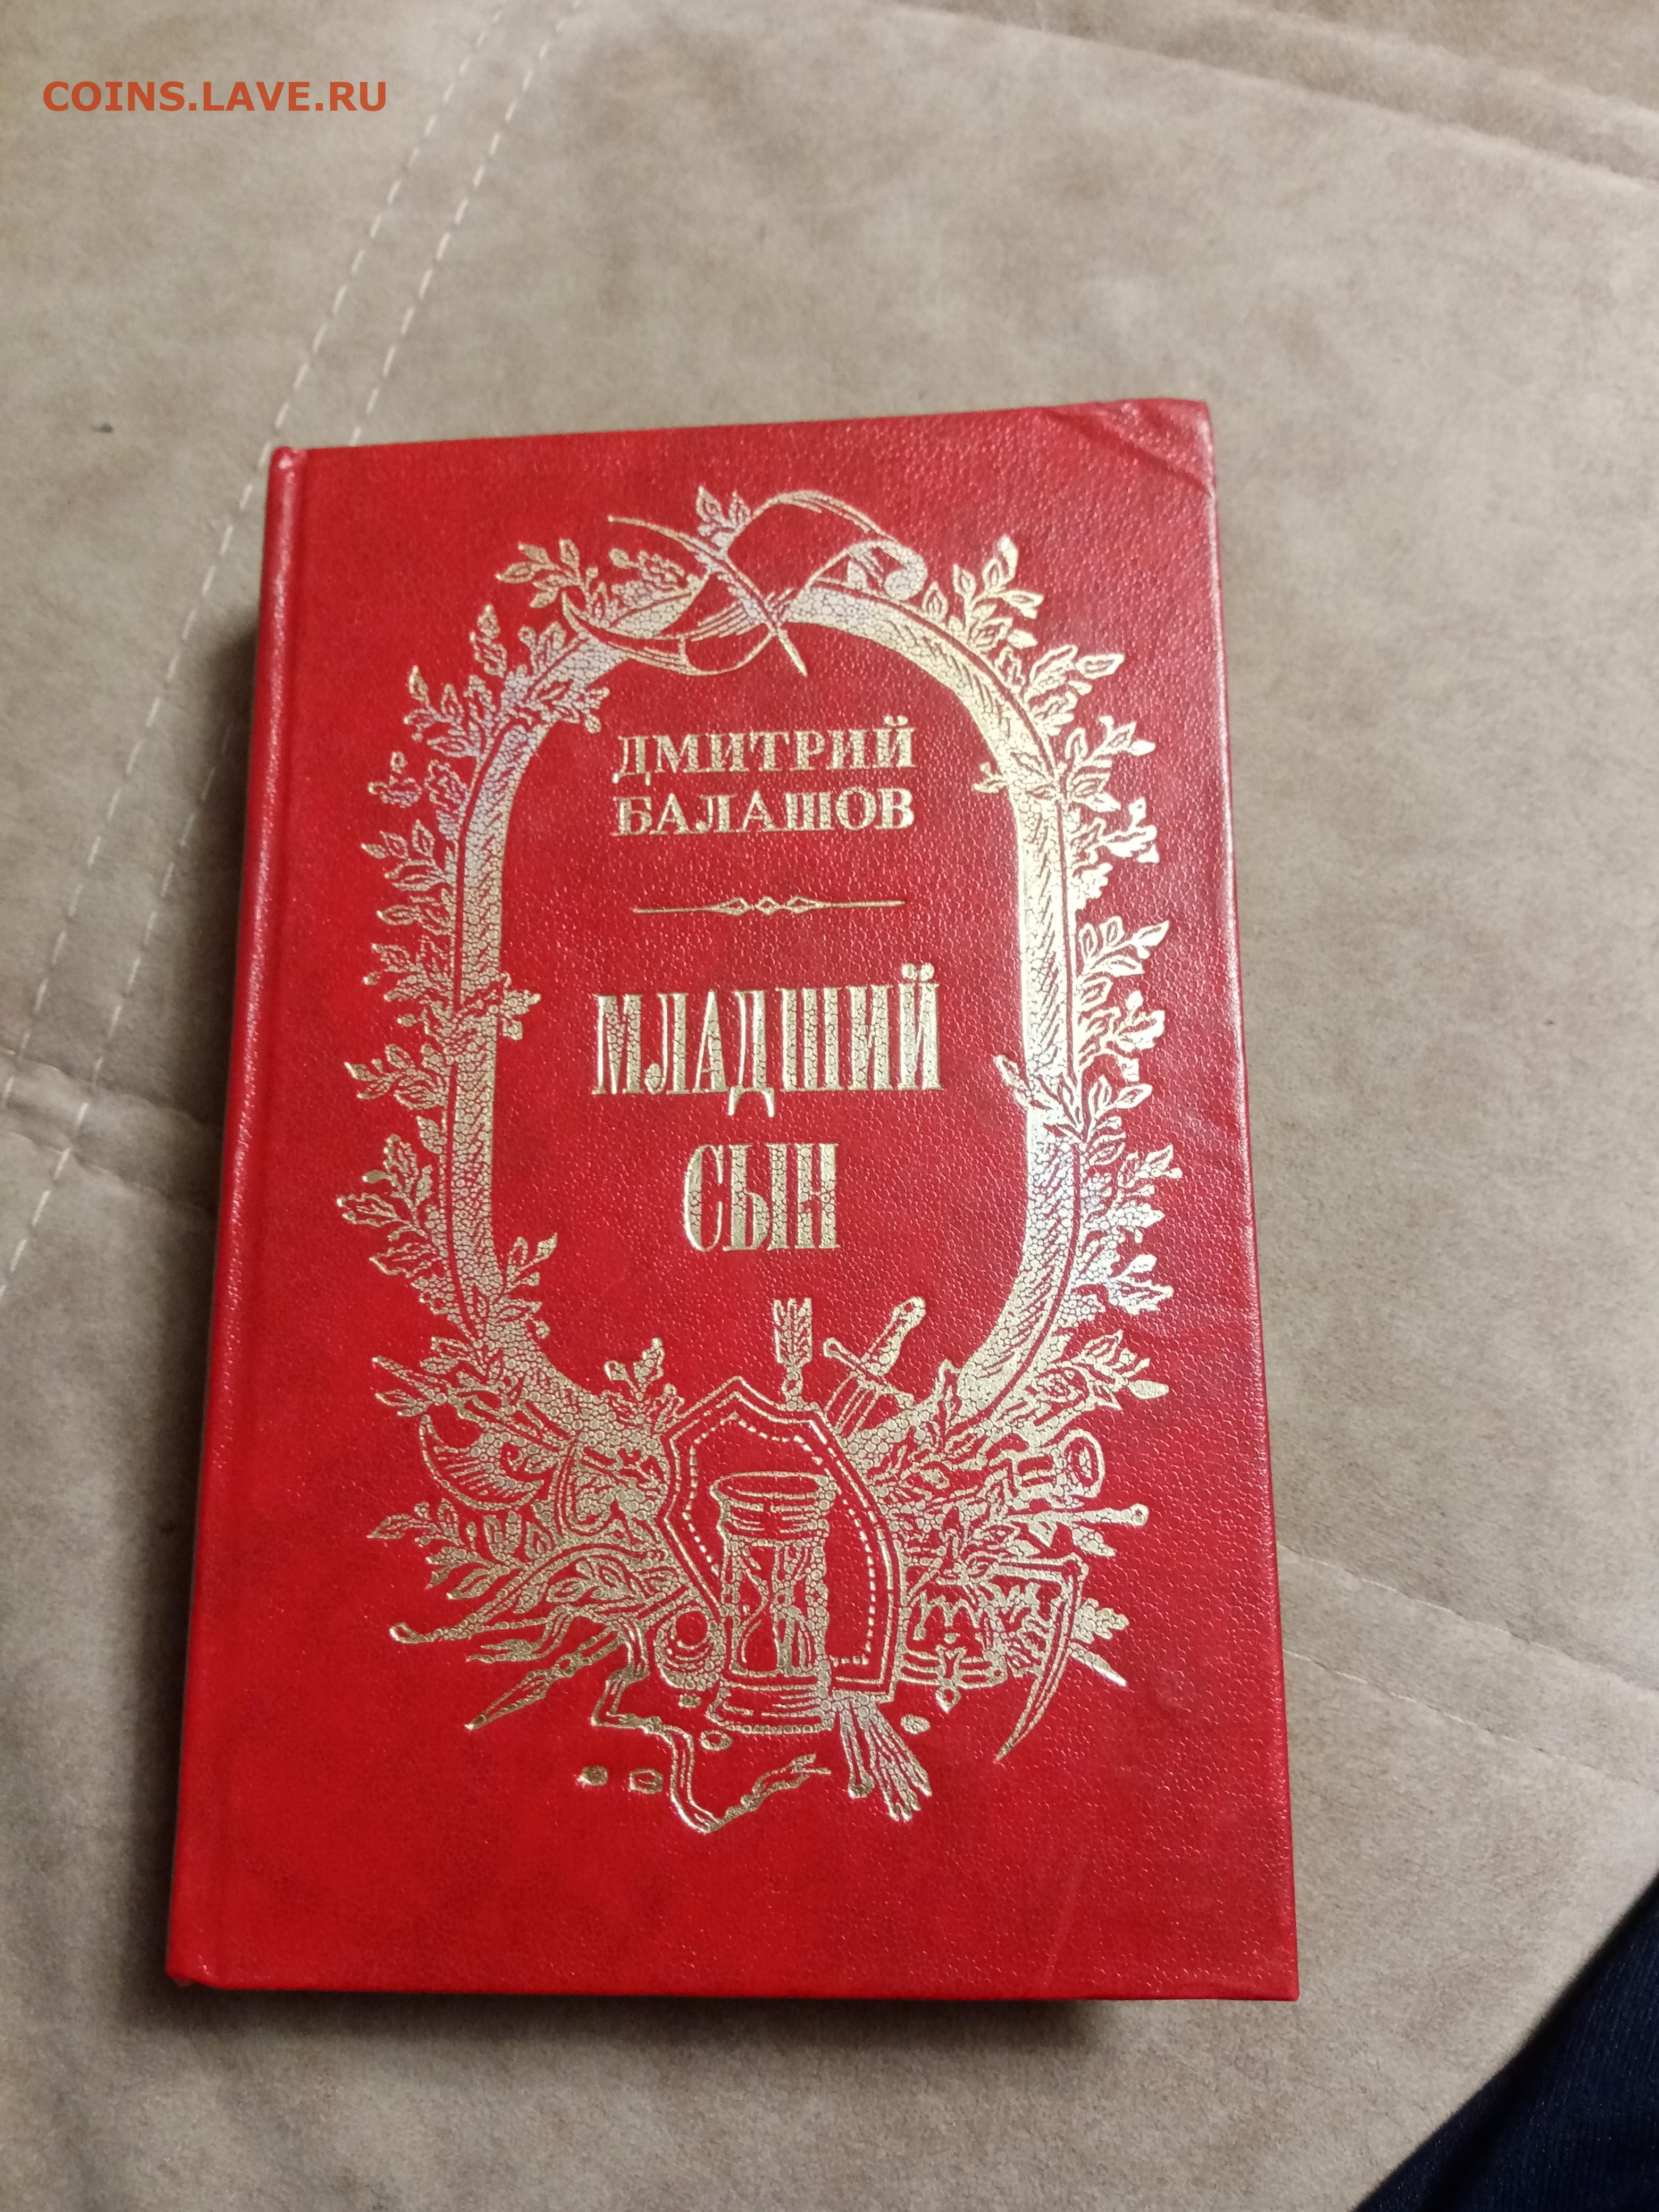 COINS.LAVE.RU
ДМИТРИЙ
БАЛАШОВ
МЛАДШИЙ
СЫН